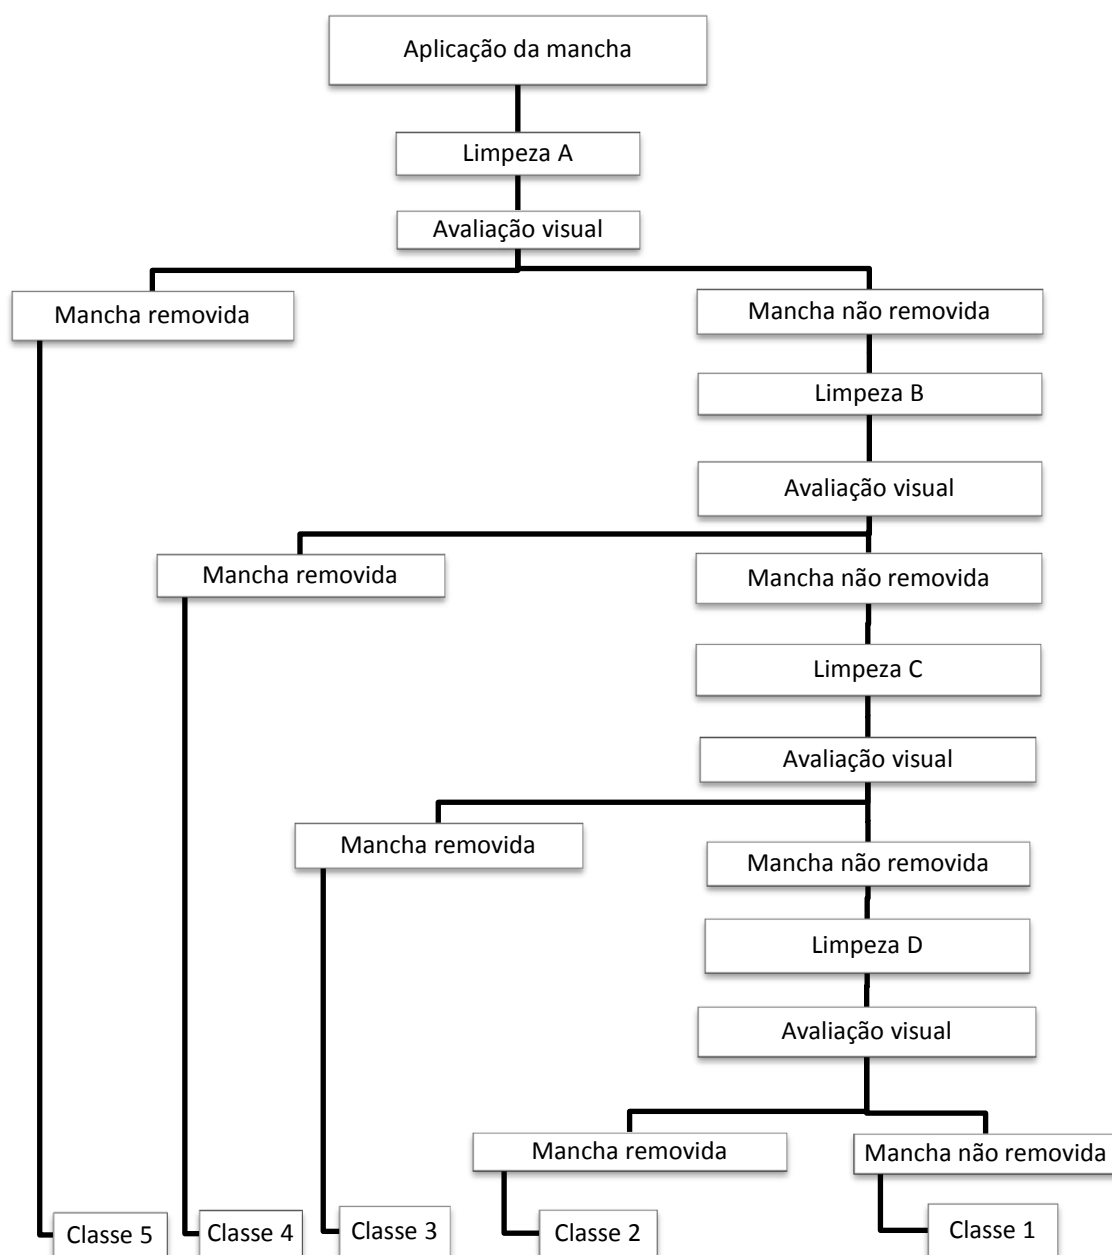 Aplicação da mancha
Limpeza A
Avaliação visual
Mancha removida
Mancha não removida
Limpeza B
Avaliação visual
Mancha removida
Mancha não removida
Limpeza C
Avaliação visual
Mancha removida
Mancha não removida
Limpeza D
Avaliação visual
Mancha removida
Mancha não removida
Classe 5
Classe 4
Classe 3
Classe 2
Classe 1